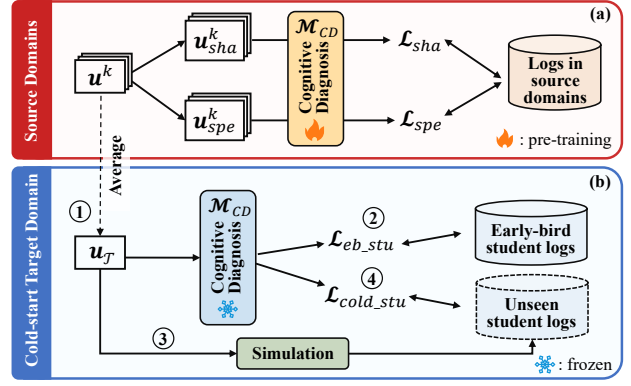 Source Domains
(a)
𝒖^k
𝒖^k_sha
𝒖^k_spe
ℳ_CD
Cognitive
Diagnosis
ℒ_sha
ℒ_spe
Logs in
source
domains
: pre-training
Average
Cold-start Target Domain
(b)
①
𝒖_𝒯
ℳ_CD
Cognitive
Diagnosis
②
ℒ_eb_stu
④
ℒ_cold_stu
Early-bird
student logs
Unseen
student logs
③
Simulation
: frozen